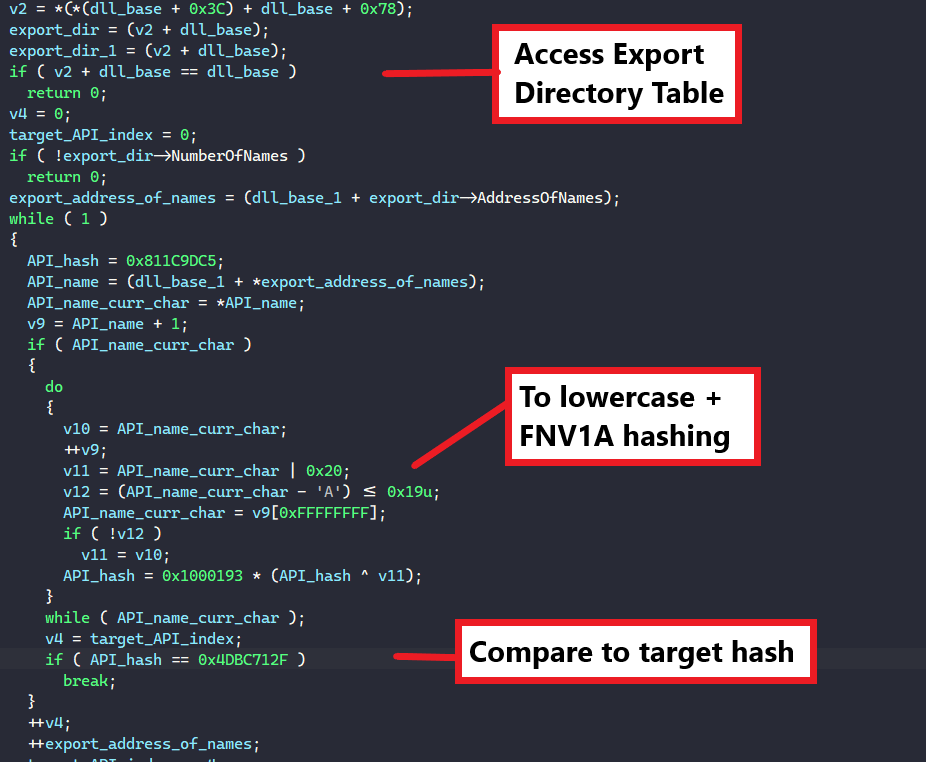 v2 = *(*(dll_base + 0x3C) + dll_base + 0x78);
export_dir = (v2 + dll_base);
export_dir_1 = (v2 + dll_base);
if ( v2 + dll_base == dll_base )
return 0;
v4 = 0;
target_API_index = 0;
if ( !export_dir→NumberOfNames )
return 0;
export_address_of_names = (dll_base_1 + export_dir→AddressOfNames);
while ( 1 )
{
API_hash = 0x811C9DC5;
API_name = (dll_base_1 + *export_address_of_names);
API_name_curr_char = *API_name;
v9 = API_name + 1;
if ( API_name_curr_char )
{
do
{
v10 = API_name_curr_char;
++v9;
v11 = API_name_curr_char | 0x20;
v12 = (API_name_curr_char - 'A') ≤ 0x19u;
API_name_curr_char = v9[0xFFFFFFFF];
if ( !v12 )
v11 = v10;
API_hash = 0x1000193 * (API_hash ^ v11);
}
while ( API_name_curr_char );
v4 = target_API_index;
if ( API_hash == 0x4DBC712F )
break;
}
++v4;
++export_address_of_names;
Access Export
Directory Table
To lowercase +
FNV1A hashing
Compare to target hash